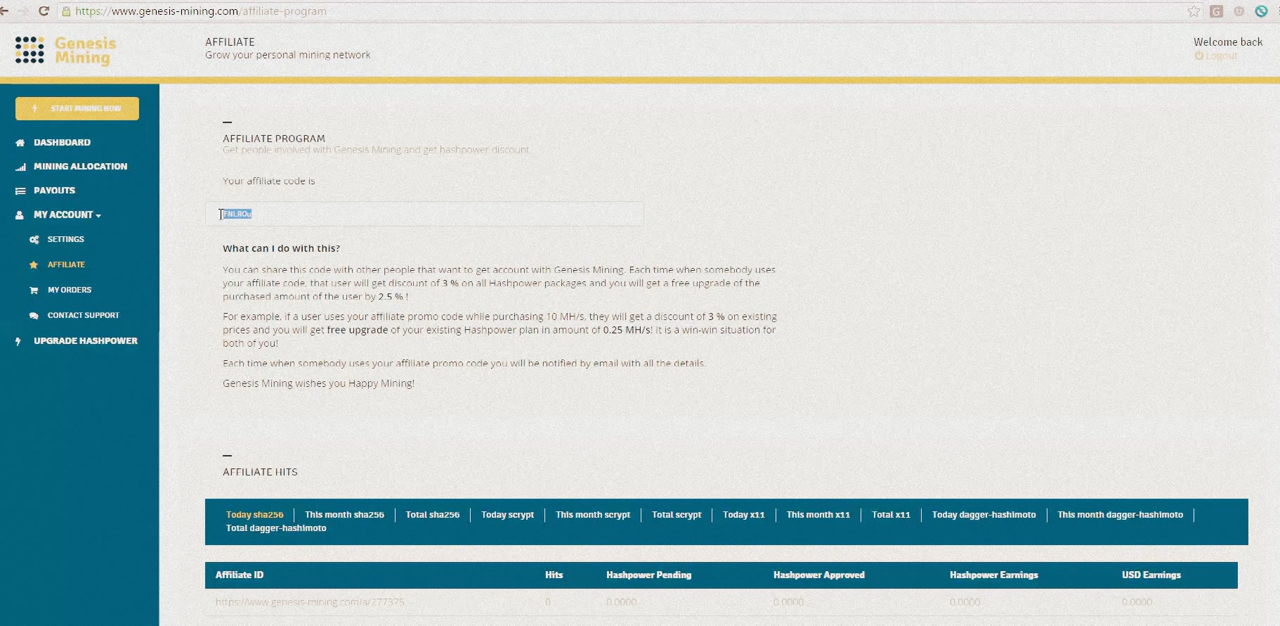 https://www.genesis-mining.com/affiliate-program
Genesis
Mining
AFFILIATE
Grow your personal mining network
Welcome back
Logout
START MINING NOW
DASHBOARD
MINING ALLOCATION
PAYOUTS
MY ACCOUNT
SETTINGS
AFFILIATE
MY ORDERS
CONTACT SUPPORT
UPGRADE HASHPOWER
AFFILIATE PROGRAM
Get people involved with Genesis Mining and get hashpower discount.
Your affiliate code is
What can I do with this?
You can share this code with other people that want to get account with Genesis Mining. Each time when somebody uses
your affiliate code, that user will get discount of 3 % on all Hashpower packages and you will get a free upgrade of the
purchased amount of the user by 2.5 % !
For example, if a user uses your affiliate promo code while purchasing 10 MH/s, they will get a discount of 3 % on existing
prices and you will get free upgrade of your existing Hashpower plan in amount of 0.25 MH/s! It is a win-win situation for
both of you!
Each time when somebody uses your affiliate promo code you will be notified by email with all the details.
Genesis Mining wishes you Happy Mining!
AFFILIATE HITS
Today sha256 | This month sha256 | Total sha256 | Today scrypt | This month scrypt | Total scrypt | Today x11 | This month x11 | Total x11 | Today dagger-hashimoto | This month dagger-hashimoto |
Total dagger-hashimoto
Affiliate ID Hits Hashpower Pending Hashpower Approved Hashpower Earnings USD Earnings
https://www.genesis-mining.com/a/277375 0 0.0000 0.0000 0.0000 0.0000